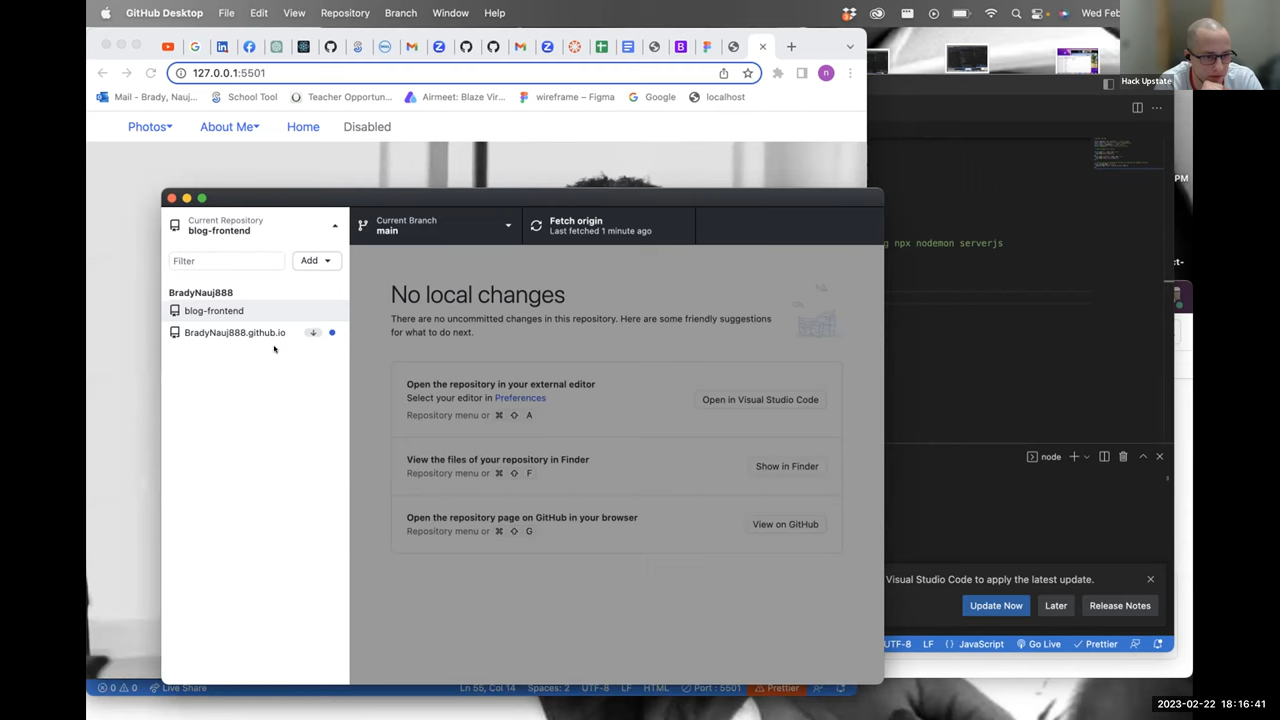 GitHub Desktop File Edit View Repository Branch Window Help
Wed Feb
Hack Upstate
127.0.0.1:5501
Mail - Brady, Nauj... School Tool Teacher Opportun... Airmeet: Blaze Vir... wireframe – Figma Google localhost
Photos About Me Home Disabled
PM
Current Repository
blog-frontend
Current Branch
main
Fetch origin
Last fetched 1 minute ago
g npx nodemon serverjs
Filter
Add
BradyNauj888
blog-frontend
BradyNauj888.github.io
No local changes
There are no uncommitted changes in this repository. Here are some friendly suggestions
for what to do next.
Open the repository in your external editor
Select your editor in Preferences
Repository menu or ⌘ ⇧ A
Open in Visual Studio Code
View the files of your repository in Finder
Repository menu or ⌘ ⇧ F
Show in Finder
Open the repository page on GitHub in your browser
Repository menu or ⌘ ⇧ G
View on GitHub
node
Visual Studio Code to apply the latest update.
Update Now Later Release Notes
UTF-8 LF {} JavaScript Go Live Prettier
0 0 Live Share Ln 55, Col 14 Spaces: 2 UTF-8 LF HTML Port : 5501 Prettier
2023-02-22 18:16:41